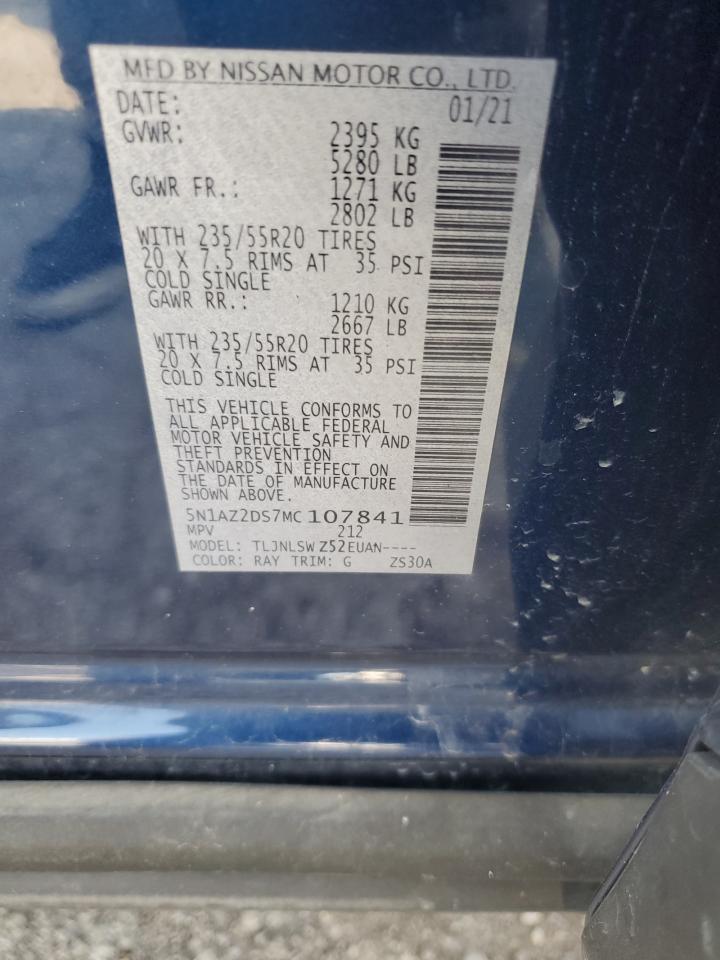 MFD BY NISSAN MOTOR CO., LTD.
DATE: 01/21
GVWR: 2395 KG
5280 LB
GAWR FR.: 1271 KG
2802 LB
WITH 235/55R20 TIRES
20 X 7.5 RIMS AT 35 PSI
COLD SINGLE
GAWR RR.: 1210 KG
2667 LB
WITH 235/55R20 TIRES
20 X 7.5 RIMS AT 35 PSI
COLD SINGLE
THIS VEHICLE CONFORMS TO
ALL APPLICABLE FEDERAL
MOTOR VEHICLE SAFETY AND
THEFT PREVENTION
STANDARDS IN EFFECT ON
THE DATE OF MANUFACTURE
SHOWN ABOVE.
5N1AZ2DS7MC107841
MPV 212
MODEL: TLJNLSW Z52EUAN----
COLOR: RAY TRIM: G ZS30A